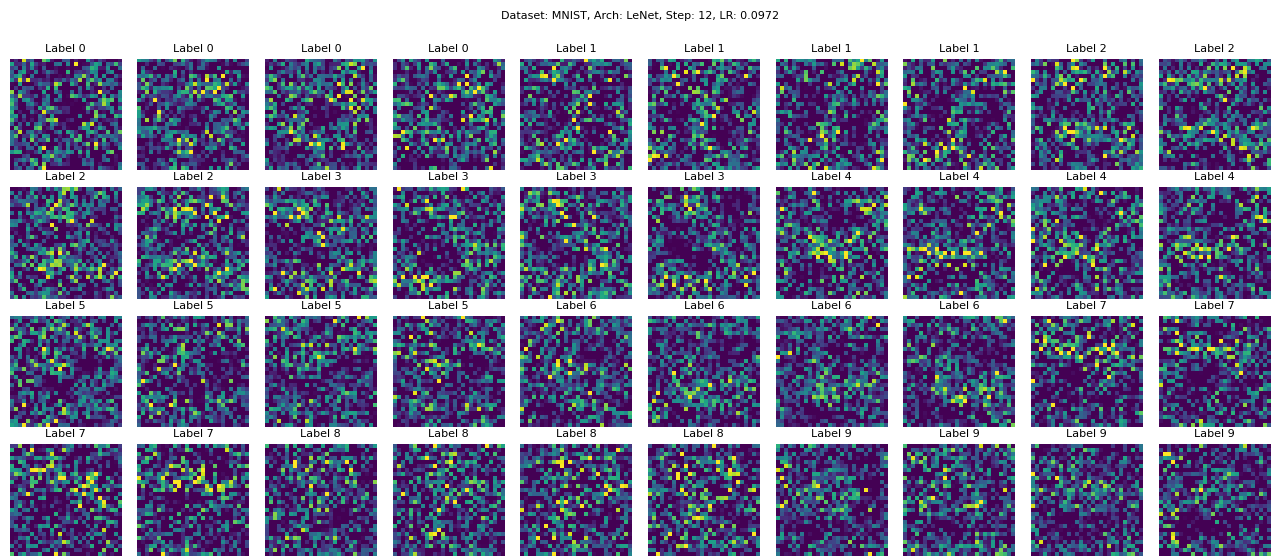 Dataset: MNIST, Arch: LeNet, Step: 12, LR: 0.0972
Label 0 Label 0 Label 0 Label 0 Label 1 Label 1 Label 1 Label 1 Label 2 Label 2
Label 2 Label 2 Label 3 Label 3 Label 3 Label 3 Label 4 Label 4 Label 4 Label 4
Label 5 Label 5 Label 5 Label 5 Label 6 Label 6 Label 6 Label 6 Label 7 Label 7
Label 7 Label 7 Label 8 Label 8 Label 8 Label 8 Label 9 Label 9 Label 9 Label 9